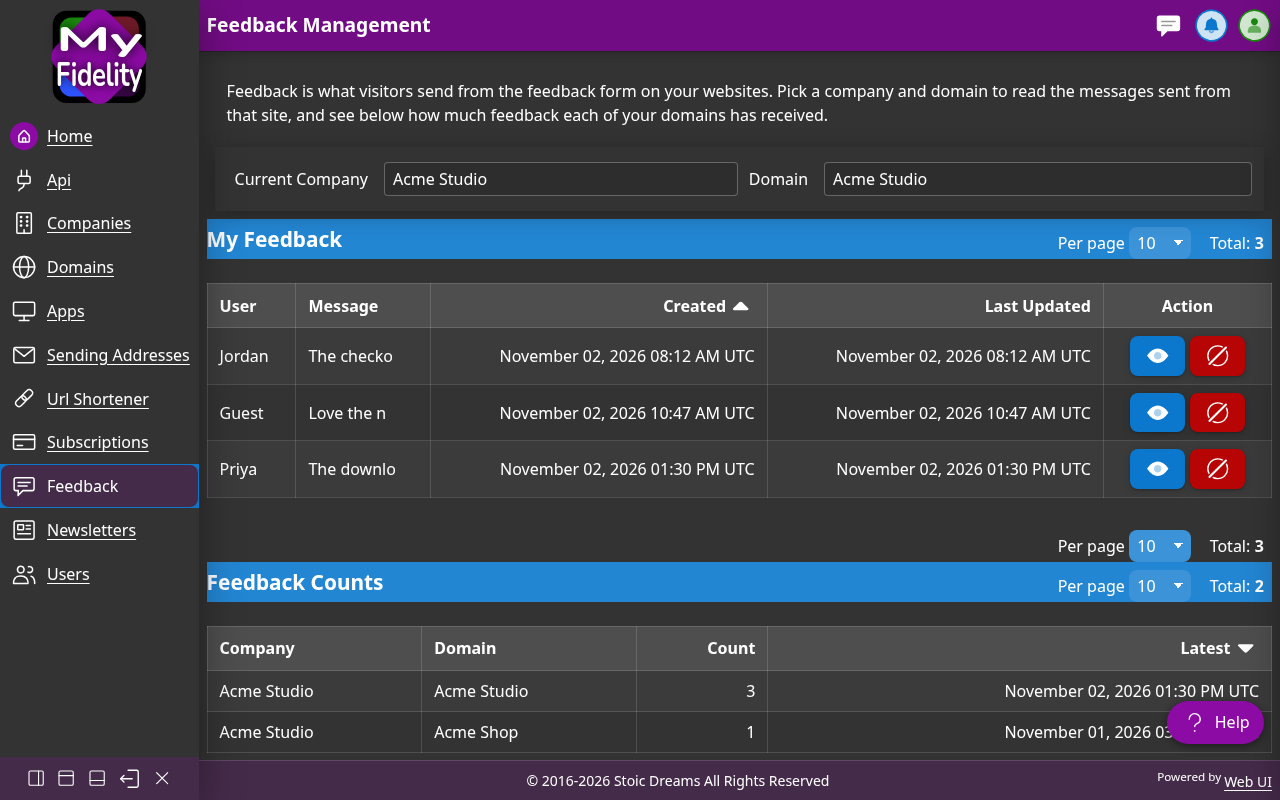 My
Fidelity
Home
Api
Companies
Domains
Apps
Sending Addresses
Url Shortener
Subscriptions
Feedback
Newsletters
Users
Feedback Management
Feedback is what visitors send from the feedback form on your websites. Pick a company and domain to read the messages sent from
that site, and see below how much feedback each of your domains has received.
Current Company Acme Studio Domain Acme Studio
My Feedback Per page 10 Total: 3
User Message Created Last Updated Action
Jordan The checko November 02, 2026 08:12 AM UTC November 02, 2026 08:12 AM UTC
Guest Love the n November 02, 2026 10:47 AM UTC November 02, 2026 10:47 AM UTC
Priya The downlo November 02, 2026 01:30 PM UTC November 02, 2026 01:30 PM UTC
Per page 10 Total: 3
Feedback Counts Per page 10 Total: 2
Company Domain Count Latest
Acme Studio Acme Studio 3 November 02, 2026 01:30 PM UTC
Acme Studio Acme Shop 1 November 01, 2026
Help
© 2016-2026 Stoic Dreams All Rights Reserved
Powered by Web UI